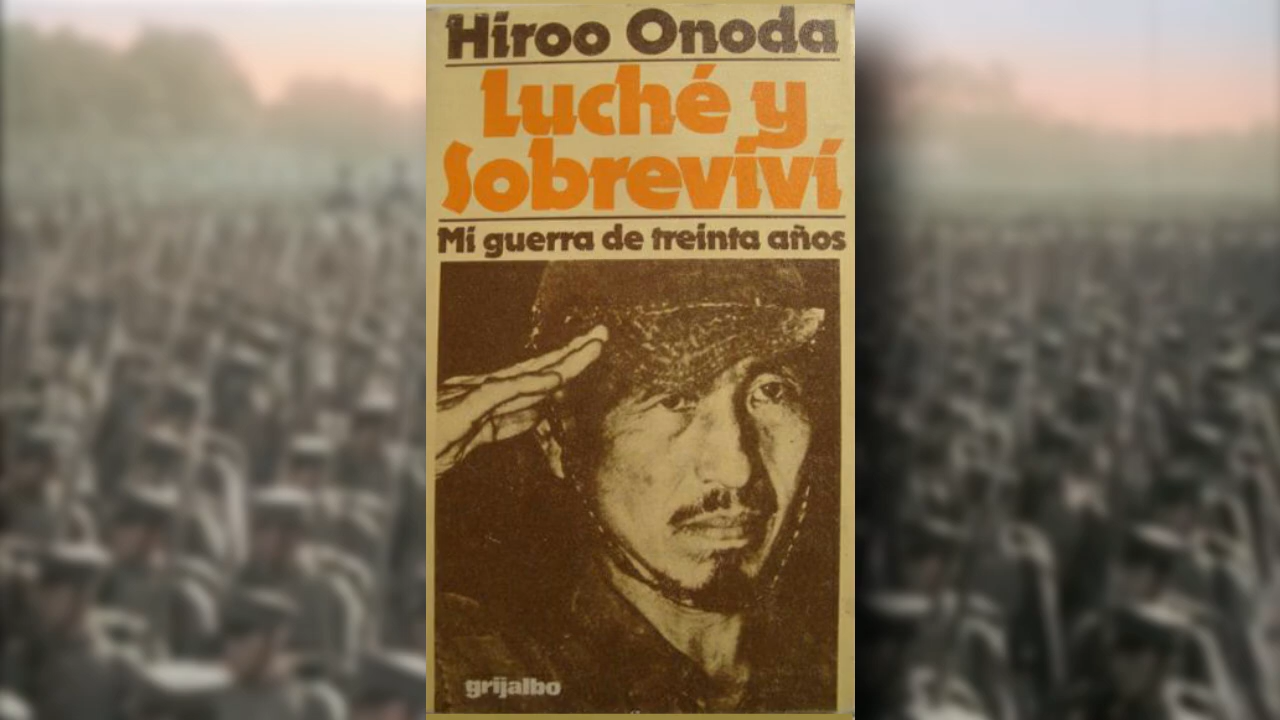 Hiroo Onoda
Luché y
Sobreviví
Mi guerra de treinta años
grijalbo